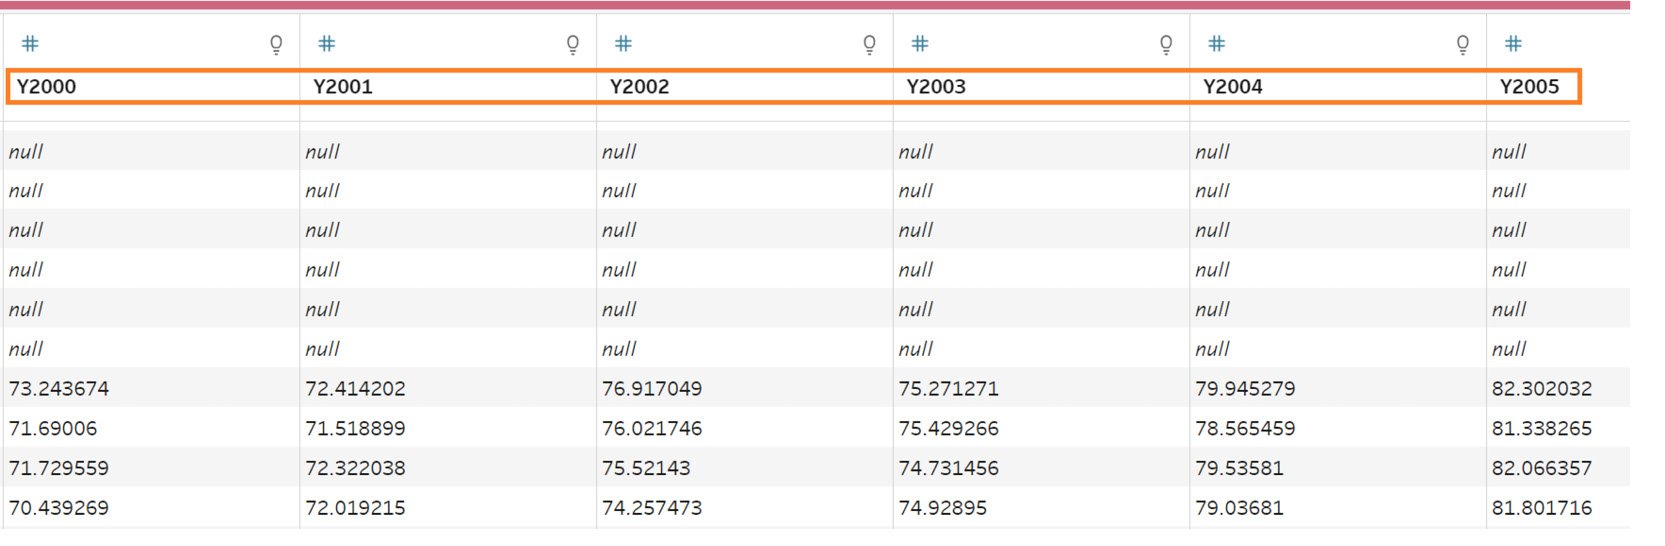 # # # # # #
Y2000 Y2001 Y2002 Y2003 Y2004 Y2005
null null null null null null
null null null null null null
null null null null null null
null null null null null null
null null null null null null
null null null null null null
73.243674 72.414202 76.917049 75.271271 79.945279 82.302032
71.69006 71.518899 76.021746 75.429266 78.565459 81.338265
71.729559 72.322038 75.52143 74.731456 79.53581 82.066357
70.439269 72.019215 74.257473 74.92895 79.03681 81.801716